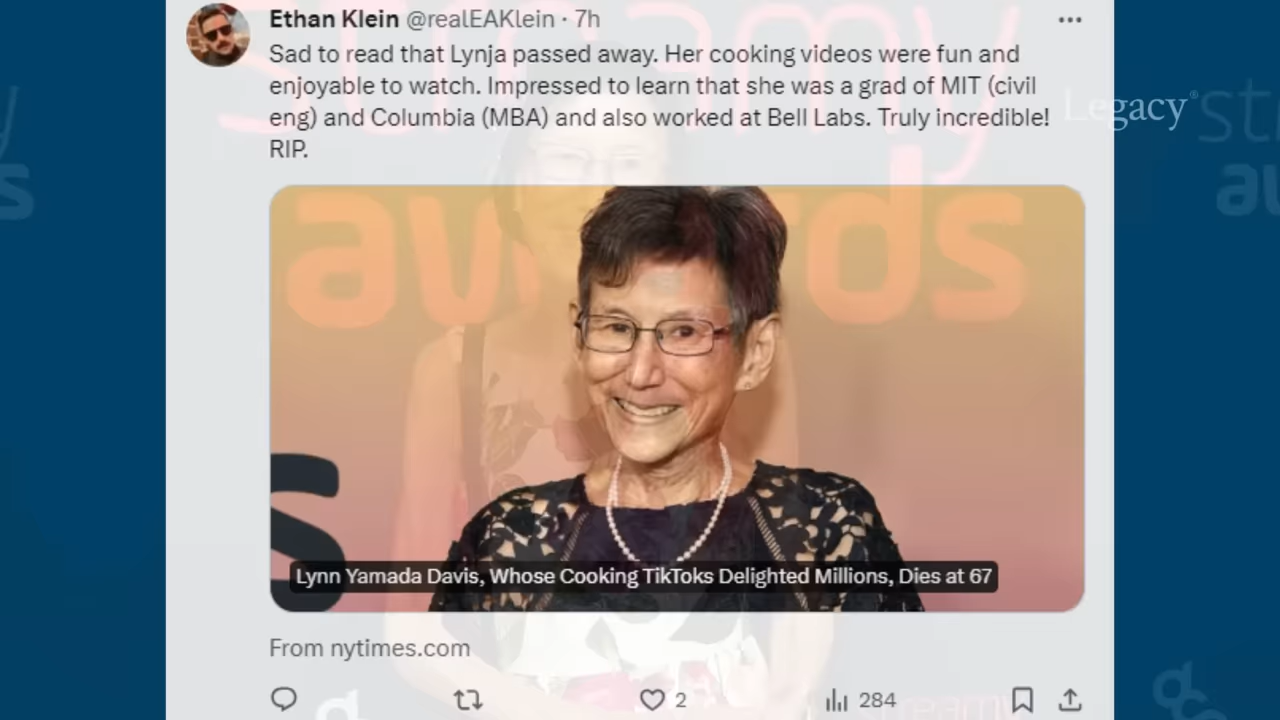 Ethan Klein @realEAKlein · 7h
Sad to read that Lynja passed away. Her cooking videos were fun and
enjoyable to watch. Impressed to learn that she was a grad of MIT (civil
eng) and Columbia (MBA) and also worked at Bell Labs. Truly incredible!
RIP.
Legacy®
streamy
awards
Lynn Yamada Davis, Whose Cooking TikToks Delighted Millions, Dies at 67
From nytimes.com
2
284